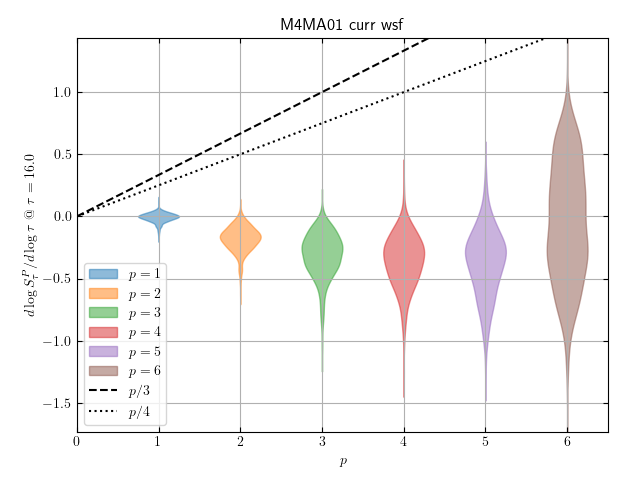 M4MA01 curr wsf
d log S_τ^P / d log τ @ τ = 16.0
1.0
0.5
0.0
−0.5
−1.0
−1.5
p = 1
p = 2
p = 3
p = 4
p = 5
p = 6
p/3
p/4
0 1 2 3 4 5 6
p